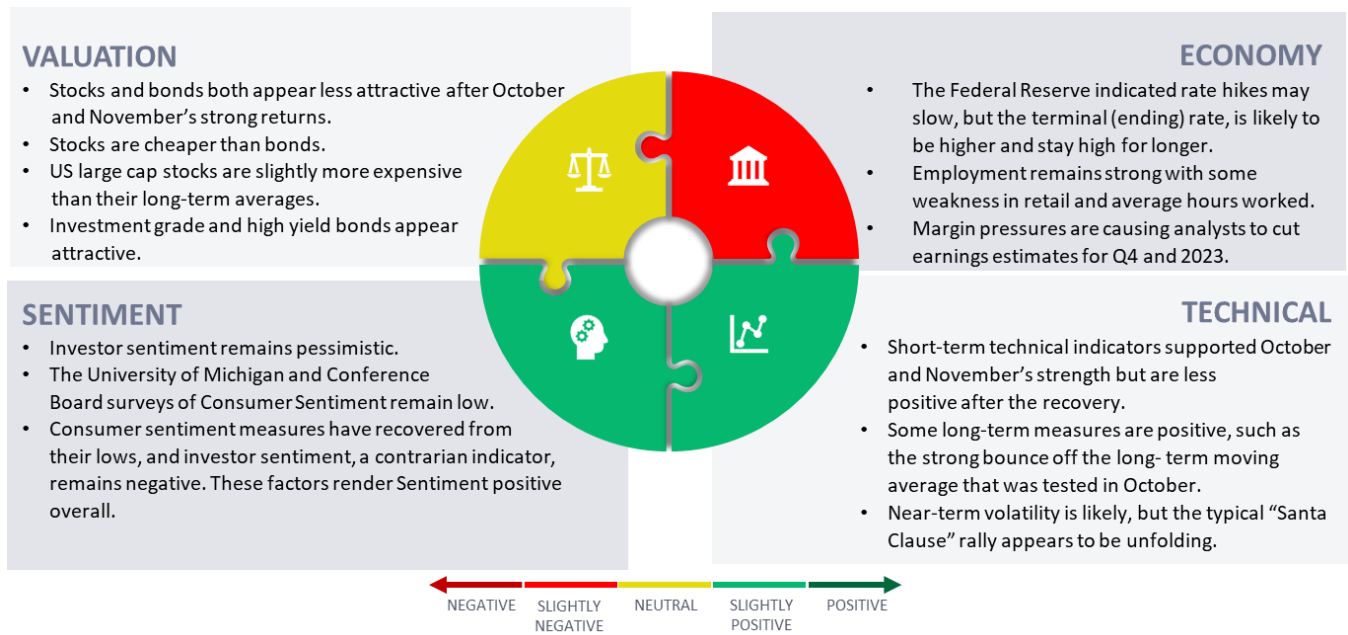 VALUATION
• Stocks and bonds both appear less attractive after October
and November’s strong returns.
• Stocks are cheaper than bonds.
• US large cap stocks are slightly more expensive
than their long-term averages.
• Investment grade and high yield bonds appear
attractive.
ECONOMY
• The Federal Reserve indicated rate hikes may
slow, but the terminal (ending) rate, is likely to
be higher and stay high for longer.
• Employment remains strong with some
weakness in retail and average hours worked.
• Margin pressures are causing analysts to cut
earnings estimates for Q4 and 2023.
SENTIMENT
• Investor sentiment remains pessimistic.
• The University of Michigan and Conference
Board surveys of Consumer Sentiment remain low.
• Consumer sentiment measures have recovered from
their lows, and investor sentiment, a contrarian indicator,
remains negative. These factors render Sentiment positive
overall.
TECHNICAL
• Short-term technical indicators supported October
and November’s strength but are less
positive after the recovery.
• Some long-term measures are positive, such as
the strong bounce off the long- term moving
average that was tested in October.
• Near-term volatility is likely, but the typical “Santa
Clause” rally appears to be unfolding.
NEGATIVE
SLIGHTLY
NEGATIVE
NEUTRAL
SLIGHTLY
POSITIVE
POSITIVE